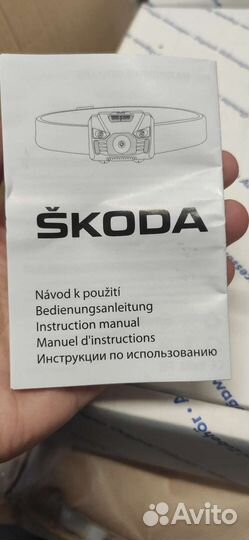 ŠKODA
Návod k použití
Bedienungsanleitung
Instruction manual
Manuel d'instructions
Инструкции по использованию
Avito